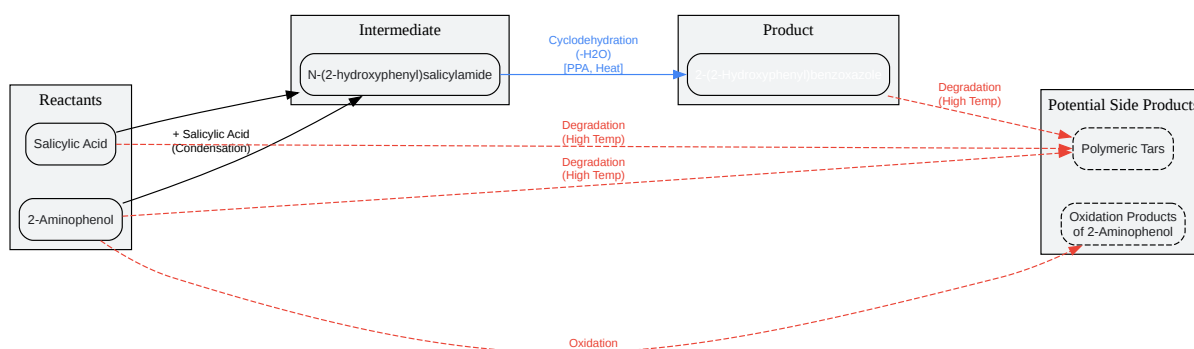 Reactants
Salicylic Acid
2-Aminophenol
+ Salicylic Acid
(Condensation)
Intermediate
N-(2-hydroxyphenyl)salicylamide
Cyclodehydration
(-H2O)
[PPA, Heat]
Product
2-(2-Hydroxyphenyl)benzoxazole
Degradation
(High Temp)
Degradation
(High Temp)
Degradation
(High Temp)
Oxidation
Potential Side Products
Polymeric Tars
Oxidation Products
of 2-Aminophenol